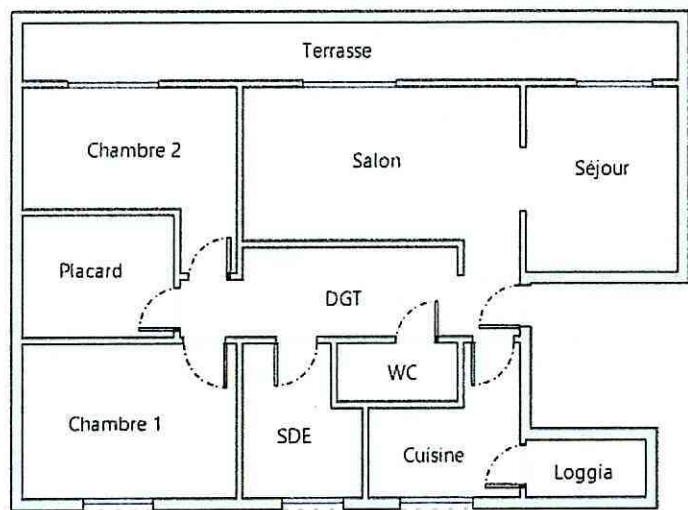 Terrasse
Chambre 2
Salon
Séjour
Placard
DGT
WC
Chambre 1
SDE
Cuisine
Loggia